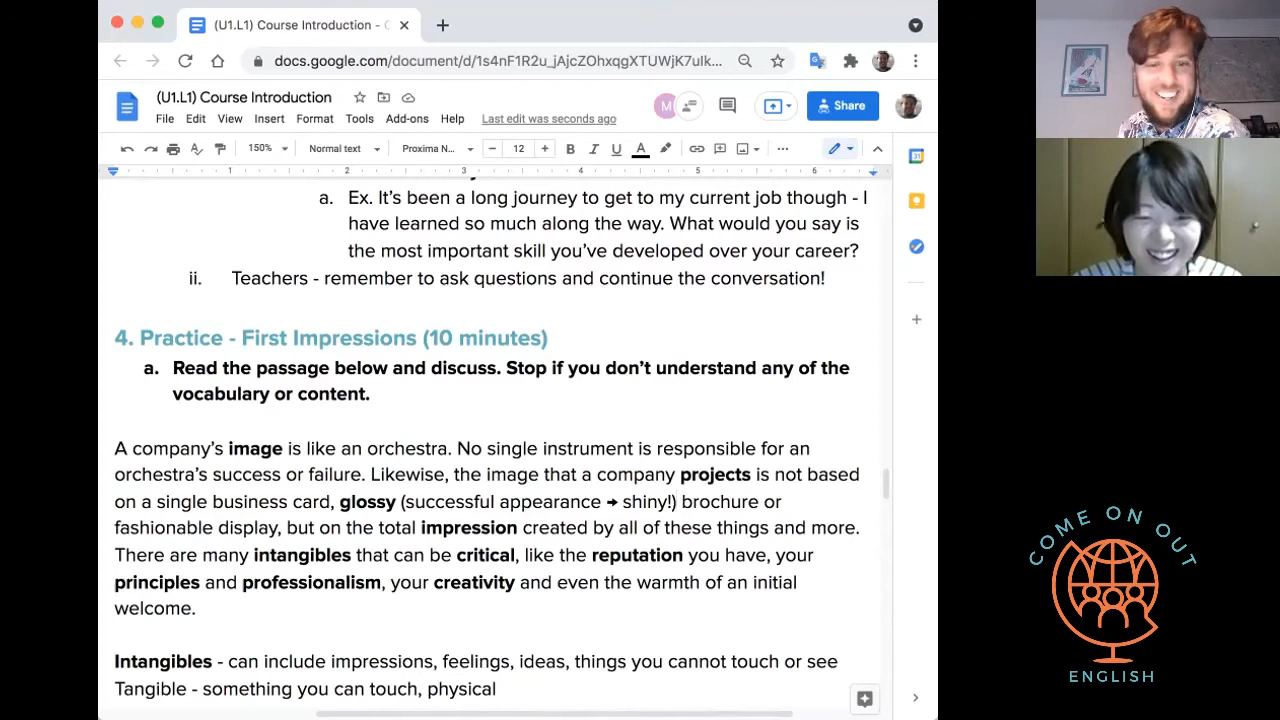 (U1.L1) Course Introduction - C
docs.google.com/document/d/1s4nF1R2u_jAjcZOhxqgXTUWjK7uIk...
(U1.L1) Course Introduction
M
Share
File Edit View Insert Format Tools Add-ons Help Last edit was seconds ago
150% Normal text Proxima N... − 12 + B I U A ...
1 2 3 4 5 6
31
a. Ex. It’s been a long journey to get to my current job though - I
have learned so much along the way. What would you say is
the most important skill you’ve developed over your career?
ii. Teachers - remember to ask questions and continue the conversation!
4. Practice - First Impressions (10 minutes)
a. Read the passage below and discuss. Stop if you don’t understand any of the
vocabulary or content.
A company’s image is like an orchestra. No single instrument is responsible for an
orchestra’s success or failure. Likewise, the image that a company projects is not based
on a single business card, glossy (successful appearance → shiny!) brochure or
fashionable display, but on the total impression created by all of these things and more.
There are many intangibles that can be critical, like the reputation you have, your
principles and professionalism, your creativity and even the warmth of an initial
welcome.
Intangibles - can include impressions, feelings, ideas, things you cannot touch or see
Tangible - something you can touch, physical
COME ON OUT
ENGLISH